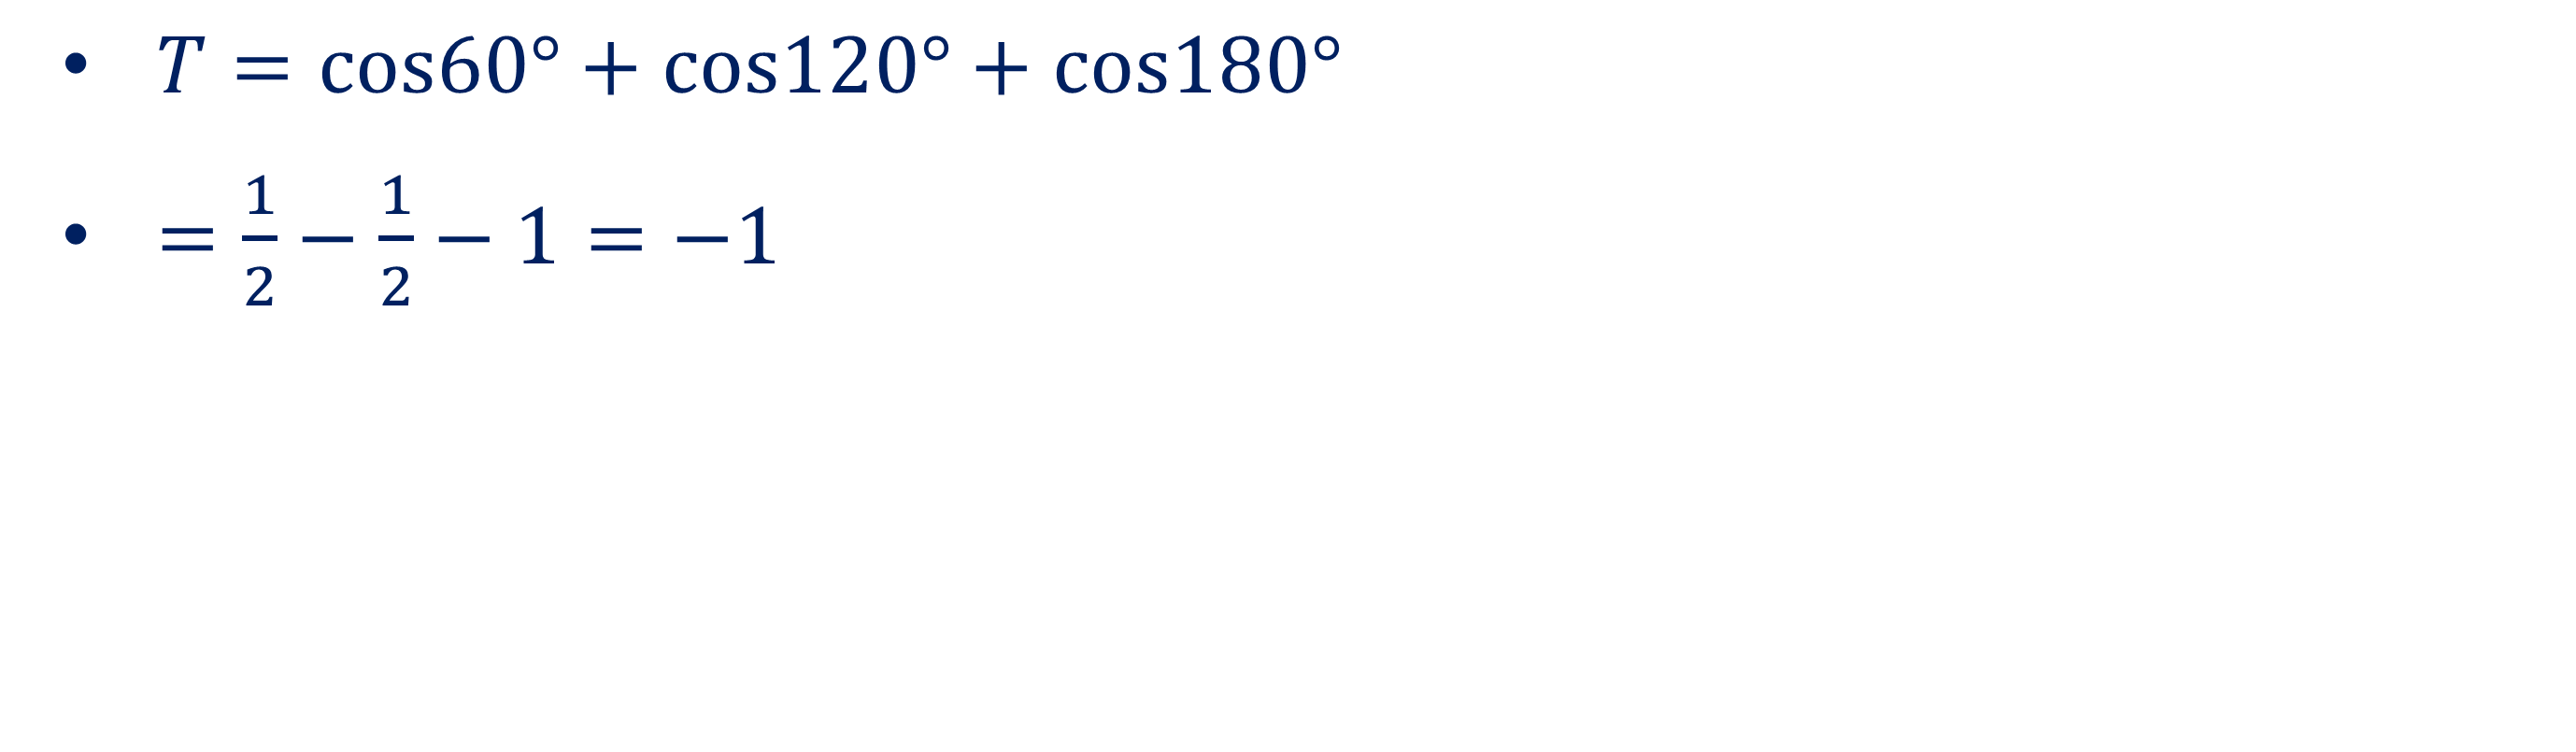 • T = cos60° + cos120° + cos180°
• = 1/2 − 1/2 − 1 = −1